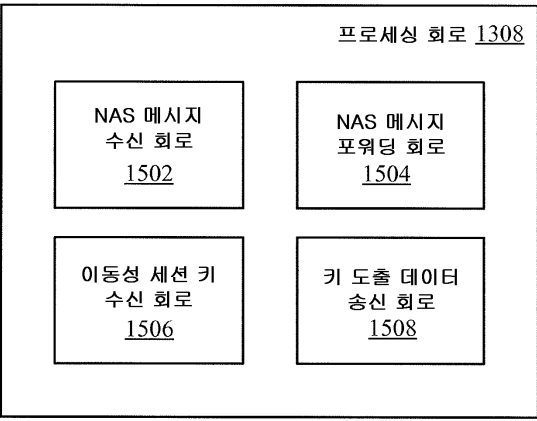 프로세싱 회로 1308
NAS 메시지
수신 회로
1502
NAS 메시지
포워딩 회로
1504
이동성 세션 키
수신 회로
1506
키 도출 데이터
송신 회로
1508